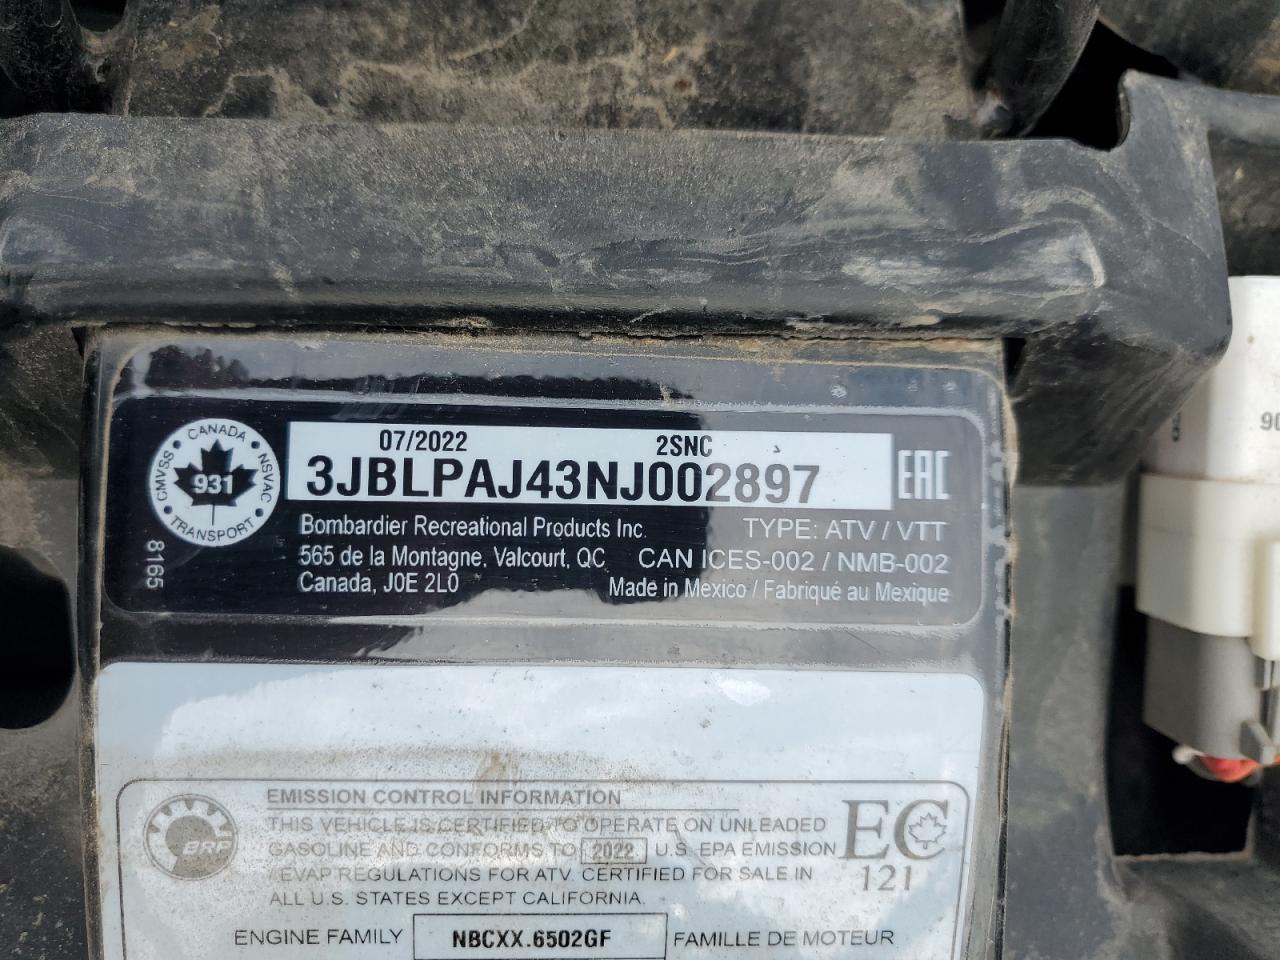 07/2022 2SNC
3JBLPAJ43NJ002897
EAC
CANADA
CMVSS NSVAC
931
TRANSPORT
8165
Bombardier Recreational Products Inc. TYPE: ATV / VTT
565 de la Montagne, Valcourt, QC CAN ICES-002 / NMB-002
Canada, J0E 2L0 Made in Mexico / Fabriqué au Mexique
BRP
EMISSION CONTROL INFORMATION
THIS VEHICLE IS CERTIFIED TO OPERATE ON UNLEADED
GASOLINE AND CONFORMS TO 2022 U.S. EPA EMISSION
/ EVAP REGULATIONS FOR ATV. CERTIFIED FOR SALE IN
ALL U.S. STATES EXCEPT CALIFORNIA.
EC
121
ENGINE FAMILY NBCXX.6502GF FAMILLE DE MOTEUR